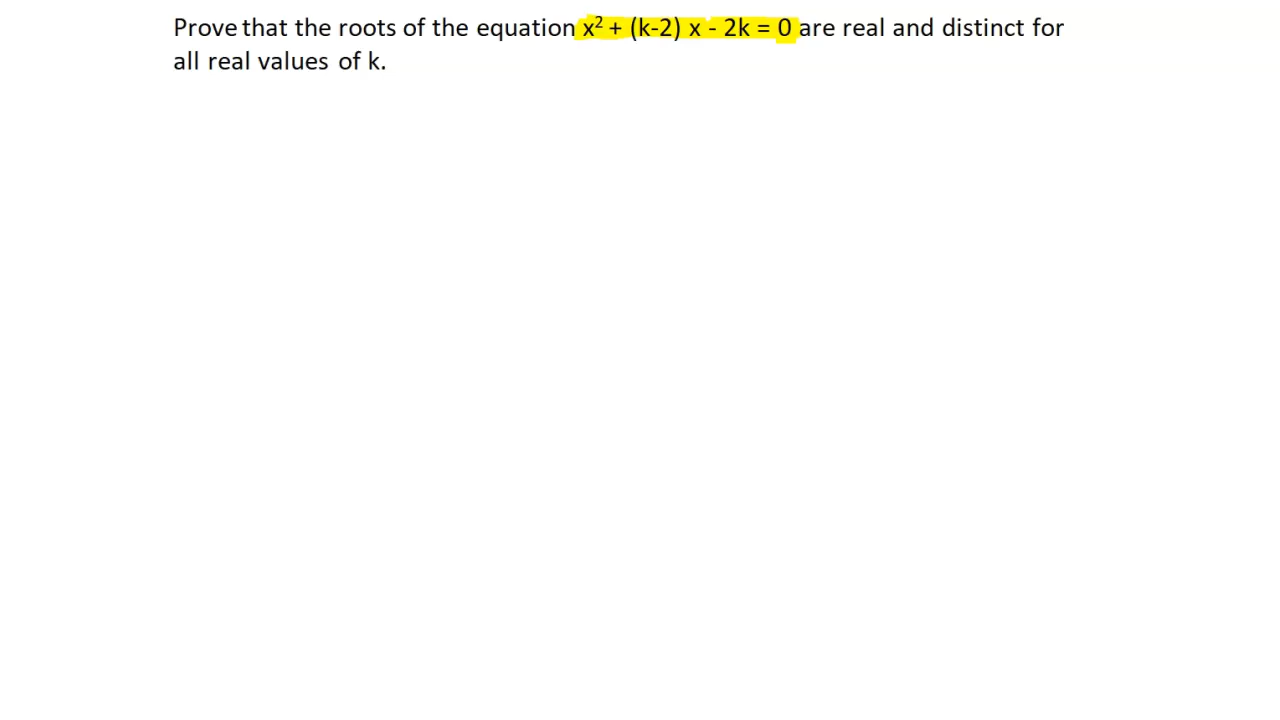 Prove that the roots of the equation x² + (k-2) x - 2k = 0 are real and distinct for
all real values of k.